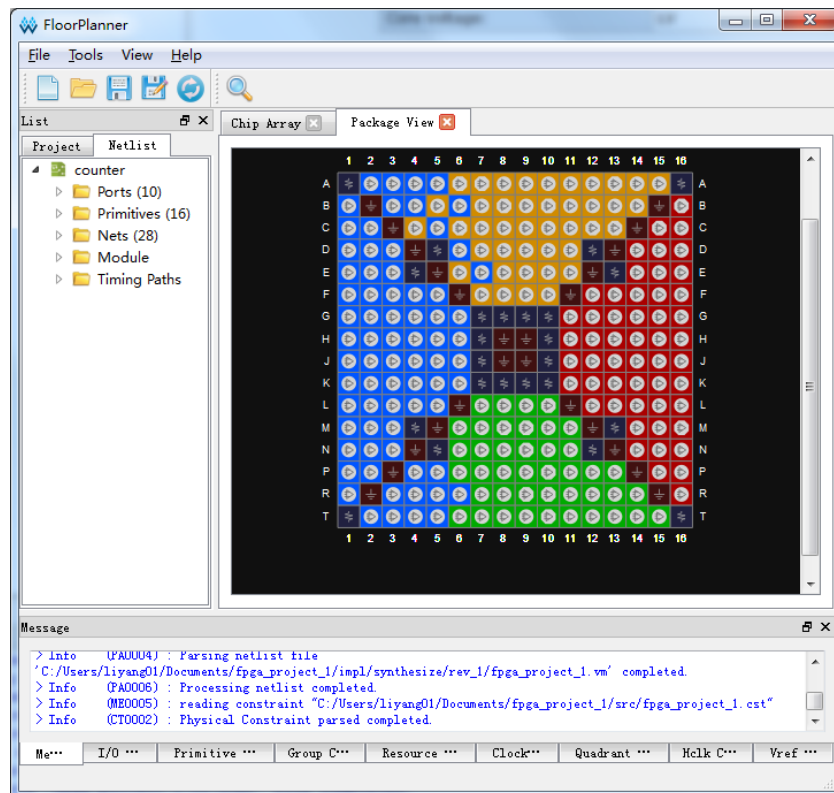 FloorPlanner
File Tools View Help
List
Chip Array
Package View
Project Netlist
counter
Ports (10)
Primitives (16)
Nets (28)
Module
Timing Paths
1 2 3 4 5 6 7 8 9 10 11 12 13 14 15 16
A A
B B
C C
D D
E E
F F
G G
H H
J J
K K
L L
M M
N N
P P
R R
T T
1 2 3 4 5 6 7 8 9 10 11 12 13 14 15 16
Message
> Info (PA0004) : Parsing netlist file
'C:/Users/liyang01/Documents/fpga_project_1/impl/synthesize/rev_1/fpga_project_1.vm' completed.
> Info (PA0006) : Processing netlist completed.
> Info (ME0005) : reading constraint "C:/Users/liyang01/Documents/fpga_project_1/src/fpga_project_1.cst"
> Info (CT0002) : Physical Constraint parsed completed.
Me… I/O … Primitive … Group C… Resource … Clock… Quadrant … Hclk C… Vref …